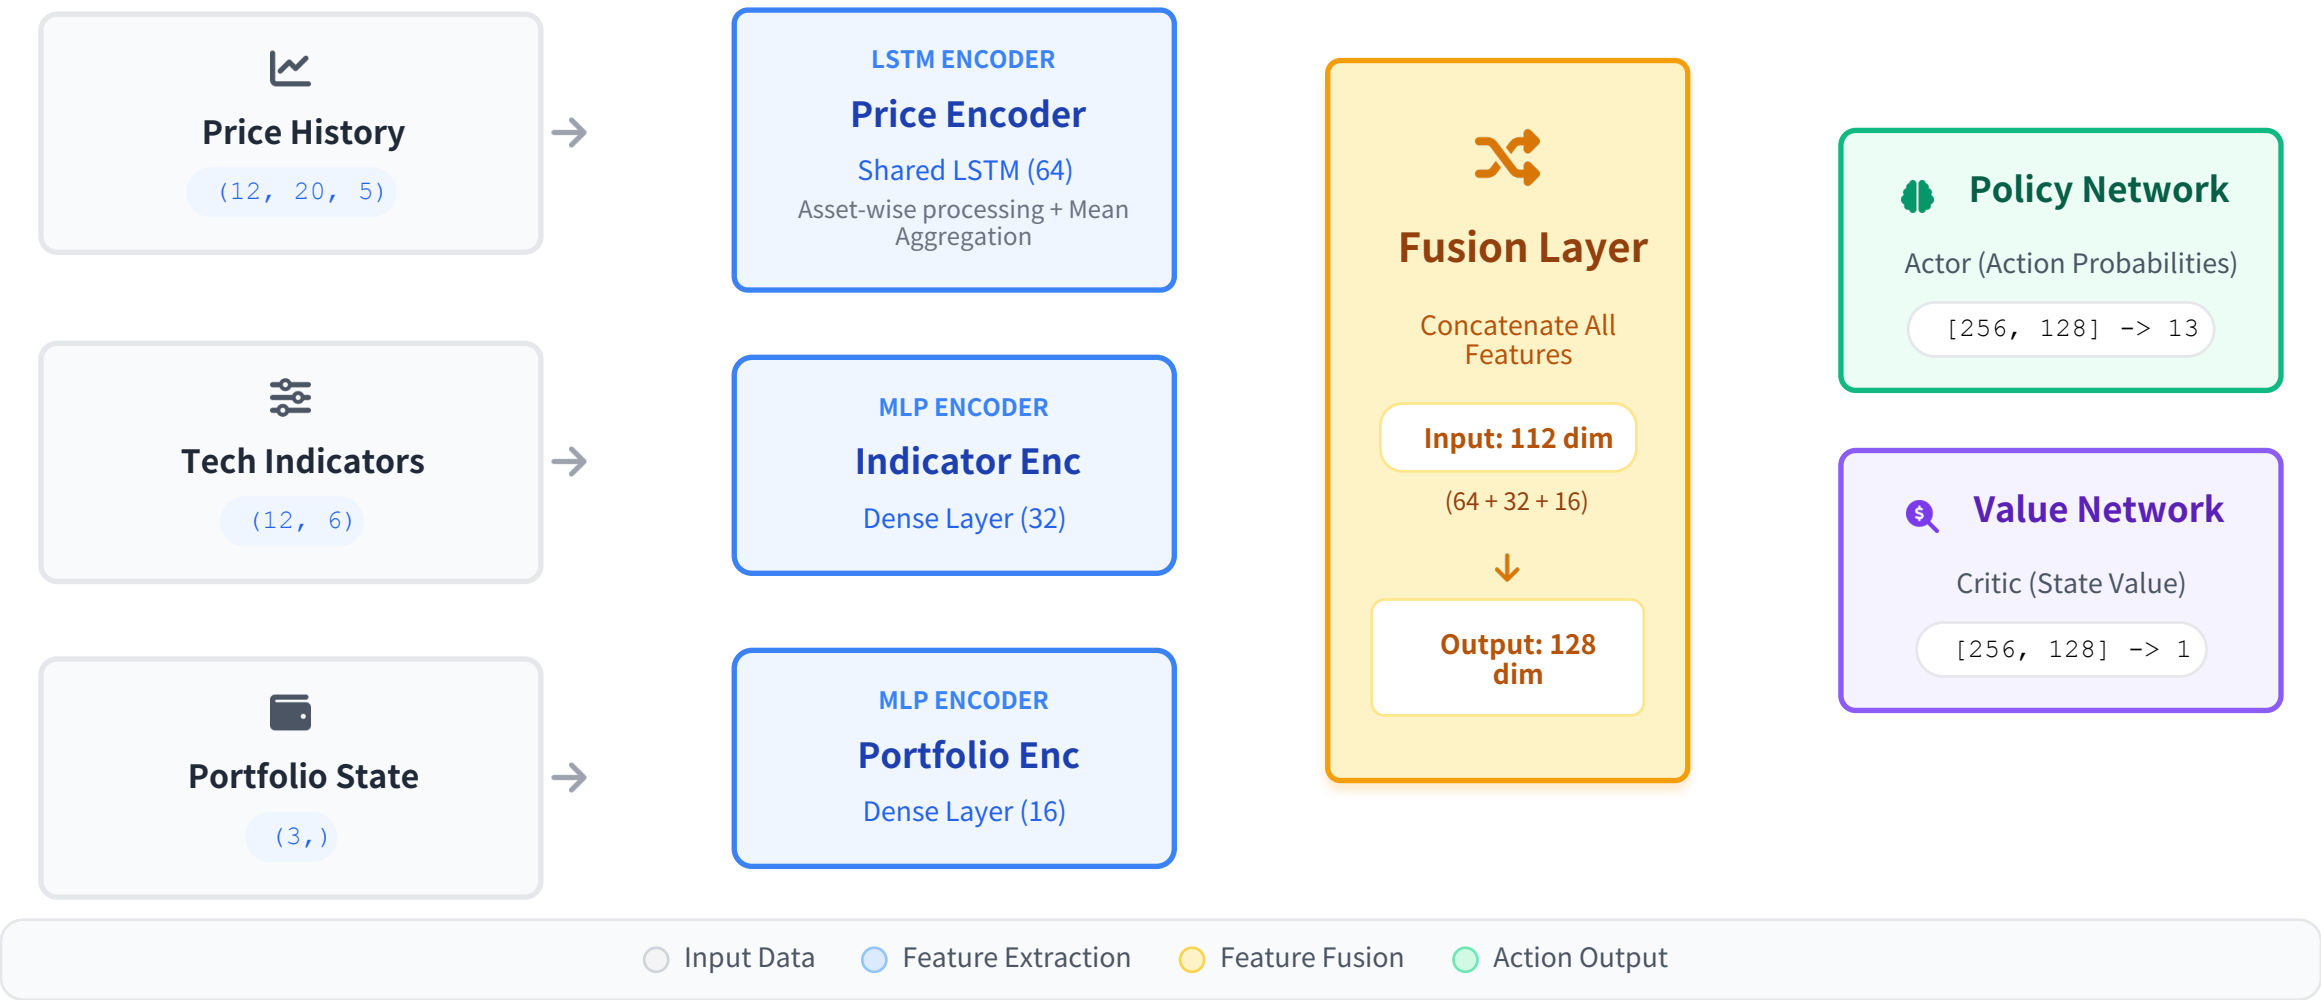 Price History
(12, 20, 5)
Tech Indicators
(12, 6)
Portfolio State
(3,)
LSTM ENCODER
Price Encoder
Shared LSTM (64)
Asset-wise processing + Mean
Aggregation
MLP ENCODER
Indicator Enc
Dense Layer (32)
MLP ENCODER
Portfolio Enc
Dense Layer (16)
Fusion Layer
Concatenate All
Features
Input: 112 dim
(64 + 32 + 16)
Output: 128
dim
Policy Network
Actor (Action Probabilities)
[256, 128] -> 13
$
Value Network
Critic (State Value)
[256, 128] -> 1
Input Data
Feature Extraction
Feature Fusion
Action Output